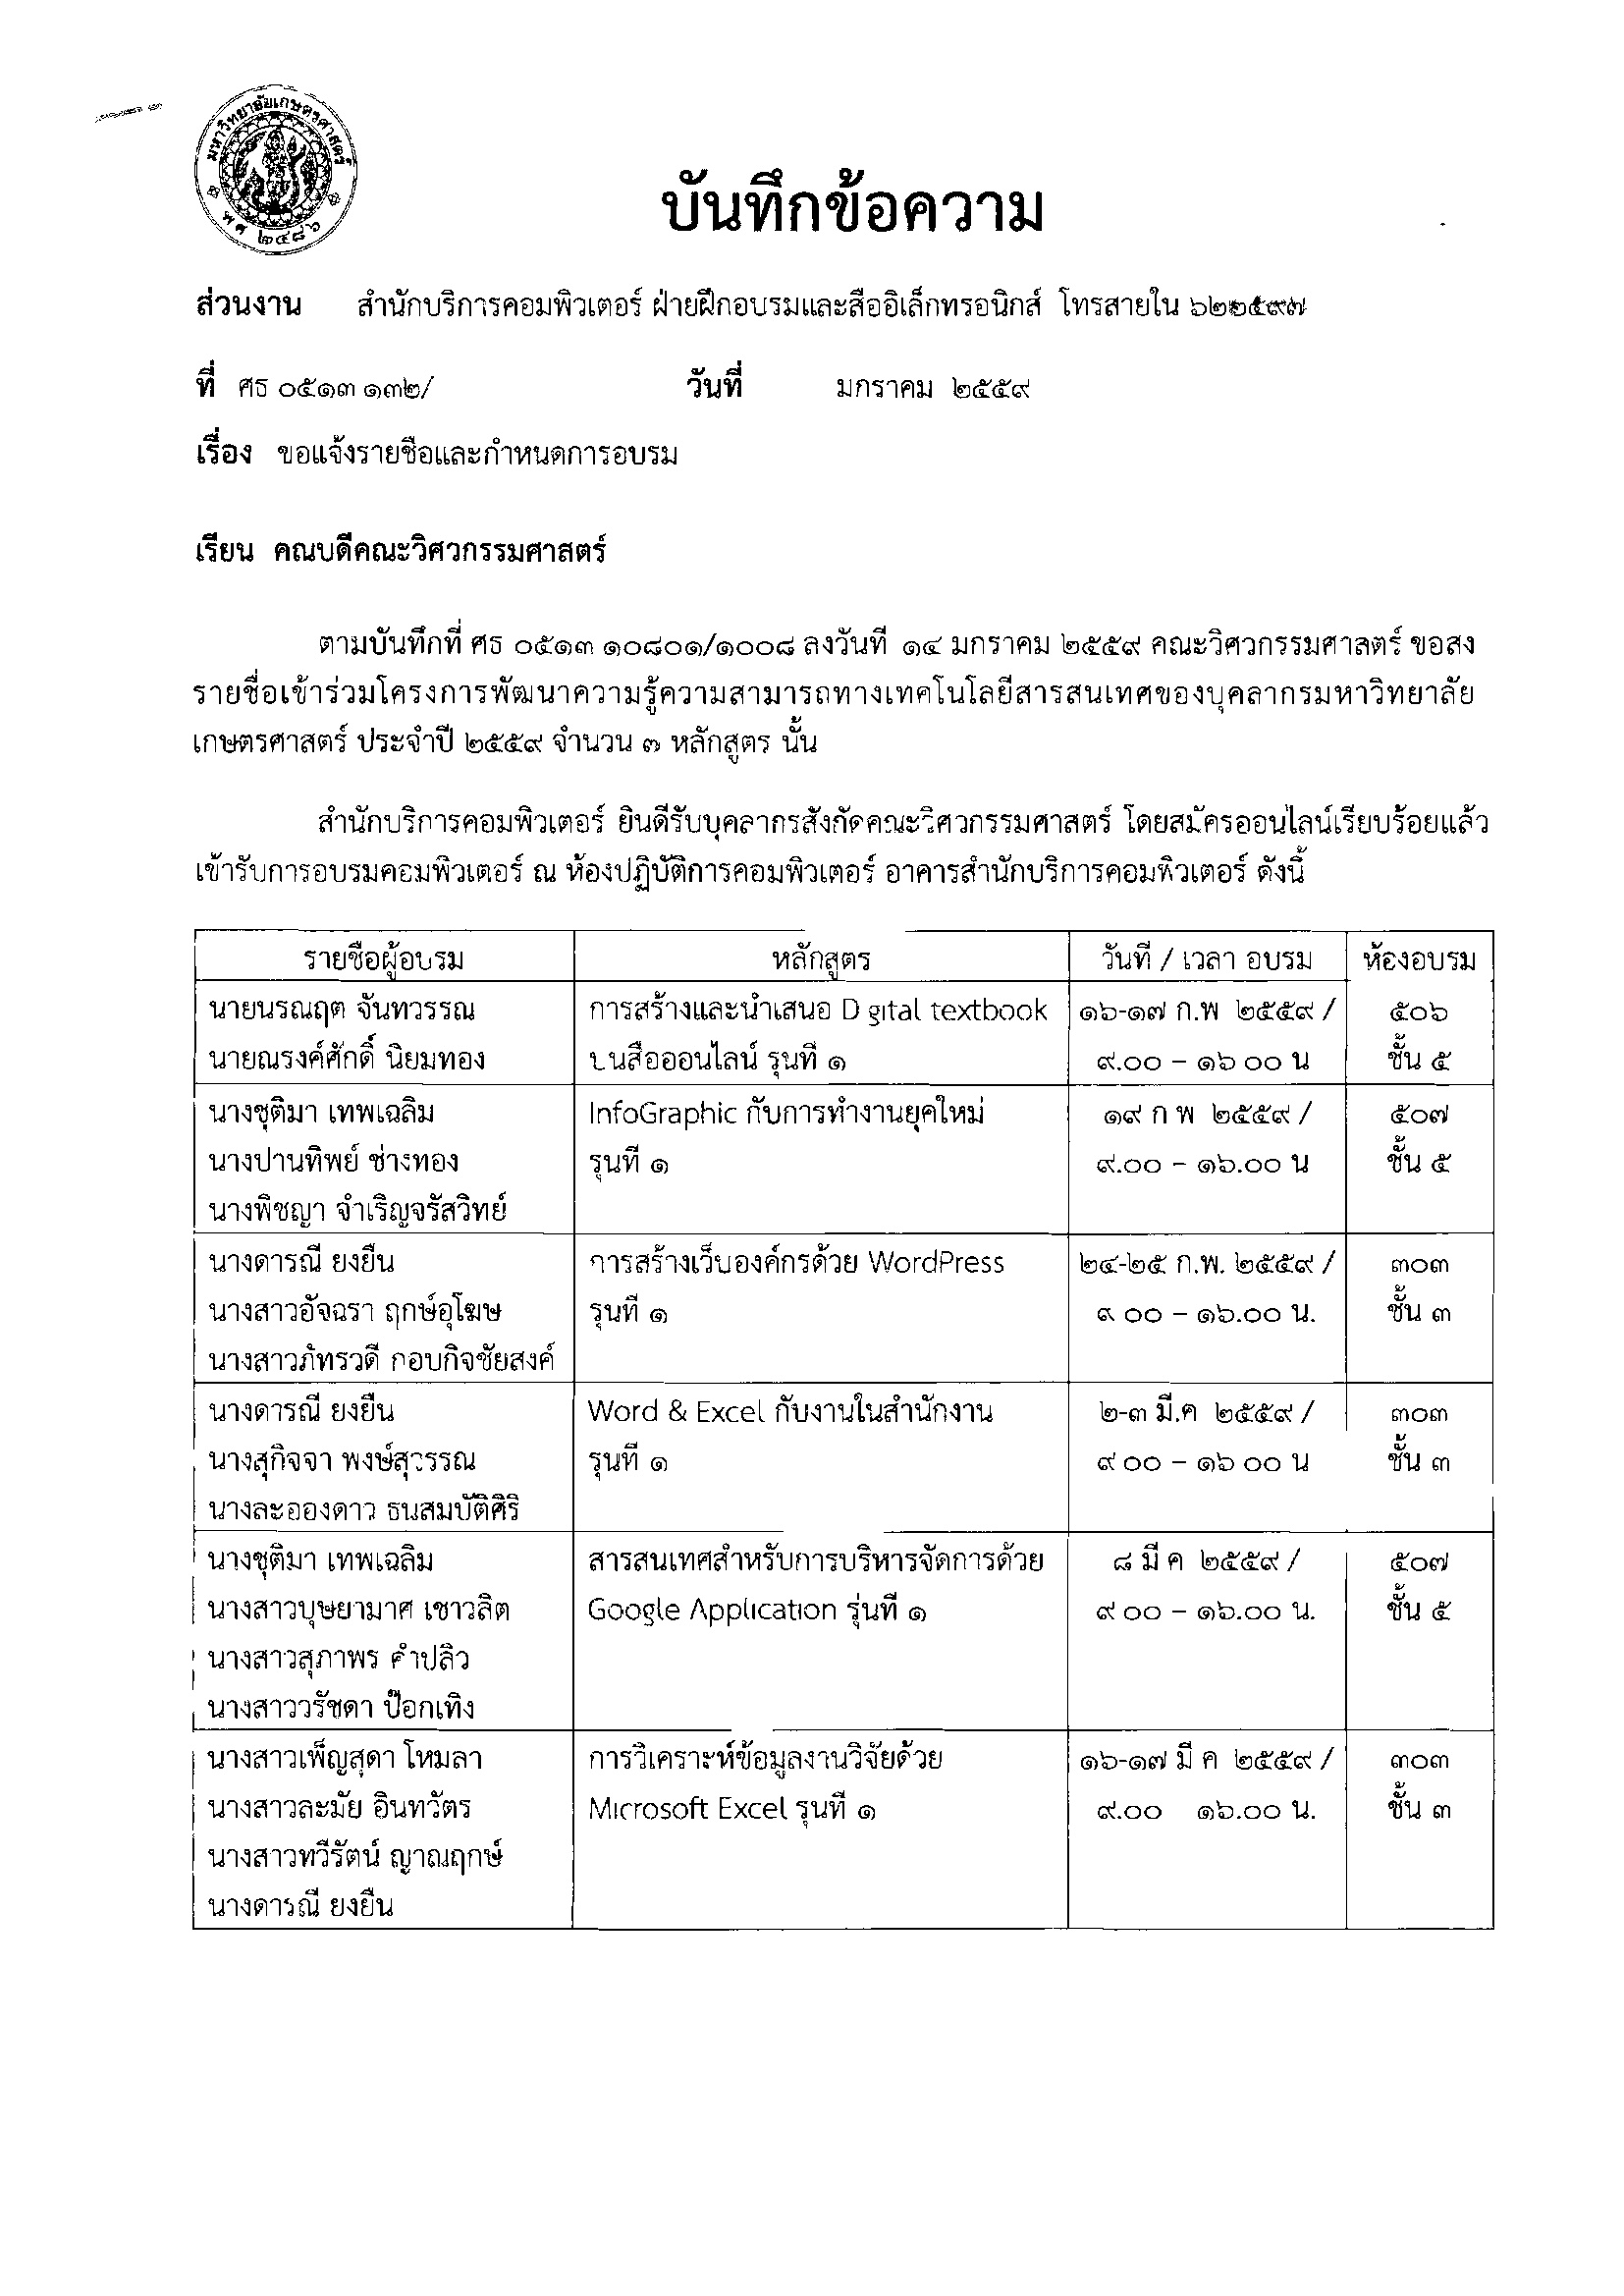 มหาวิทยาลัยเกษตรศาสตร์
พ ศ ๒๔๘๖
บันทึกข้อความ
ส่วนงาน สำนักบริการคอมพิวเตอร์ ฝ่ายฝึกอบรมและสื่ออิเล็กทรอนิกส์ โทรสายใน ๖๒๒๕๙๗
ที่ ศธ ๐๕๑๓ ๑๓๒/ วันที่ มกราคม ๒๕๕๙
เรื่อง ขอแจ้งรายชื่อและกำหนดการอบรม
เรียน คณบดีคณะวิศวกรรมศาสตร์
ตามบันทึกที่ ศธ ๐๕๑๓ ๑๐๘๐๑/๑๐๐๘ ลงวันที่ ๑๔ มกราคม ๒๕๕๙ คณะวิศวกรรมศาสตร์ ขอส่ง
รายชื่อเข้าร่วมโครงการพัฒนาความรู้ความสามารถทางเทคโนโลยีสารสนเทศของบุคลากรมหาวิทยาลัย
เกษตรศาสตร์ ประจำปี ๒๕๕๙ จำนวน ๗ หลักสูตร นั้น
สำนักบริการคอมพิวเตอร์ ยินดีรับบุคลากรสังกัดคณะวิศวกรรมศาสตร์ โดยสมัครออนไลน์เรียบร้อยแล้ว
เข้ารับการอบรมคอมพิวเตอร์ ณ ห้องปฏิบัติการคอมพิวเตอร์ อาคารสำนักบริการคอมพิวเตอร์ ดังนี้
รายชื่อผู้อบรม หลักสูตร วันที่ / เวลา อบรม ห้องอบรม
นายนรณฤต จันทวรรณ การสร้างและนำเสนอ D gital textbook ๑๖-๑๗ ก.พ ๒๕๕๙ / ๕๐๖
นายณรงค์ศักดิ์ นิยมทอง บนสื่อออนไลน์ รุ่นที่ ๑ ๙.๐๐ – ๑๖ ๐๐ น ชั้น ๕
นางชุติมา เทพเฉลิม InfoGraphic กับการทำงานยุคใหม่ ๑๙ ก พ ๒๕๕๙ / ๕๐๗
นางปานทิพย์ ช่างทอง รุ่นที่ ๑ ๙.๐๐ – ๑๖.๐๐ น ชั้น ๕
นางพิชญา จำเริญจรัสวิทย์
นางดารณี ยงยืน การสร้างเว็บองค์กรด้วย WordPress ๒๔-๒๕ ก.พ. ๒๕๕๙ / ๓๐๓
นางสาวอัจฉรา ฤกษ์อุโฆษ รุ่นที่ ๑ ๙ ๐๐ – ๑๖.๐๐ น. ชั้น ๓
นางสาวภัทรวดี กอบกิจชัยสงค์
นางดารณี ยงยืน Word & Excel กับงานในสำนักงาน ๒-๓ มี.ค ๒๕๕๙ / ๓๐๓
นางสุกิจจา พงษ์สุวรรณ รุ่นที่ ๑ ๙ ๐๐ – ๑๖ ๐๐ น ชั้น ๓
นางละอองดาว ธนสมบัติศิริ
นางชุติมา เทพเฉลิม สารสนเทศสำหรับการบริหารจัดการด้วย ๘ มี ค ๒๕๕๙ / ๕๐๗
นางสาวบุษยามาศ เชาวลิต Google Application รุ่นที่ ๑ ๙ ๐๐ – ๑๖.๐๐ น. ชั้น ๕
นางสาวสุภาพร คำปลิว
นางสาววรัชดา ป๊อกเทิง
นางสาวเพ็ญสุดา โหมลา การวิเคราะห์ข้อมูลงานวิจัยด้วย ๑๖-๑๗ มี ค ๒๕๕๙ / ๓๐๓
นางสาวละมัย อินทวัตร Microsoft Excel รุ่นที่ ๑ ๙.๐๐ ๑๖.๐๐ น. ชั้น ๓
นางสาวทวีรัตน์ ญาณฤกษ์
นางดารณี ยงยืน